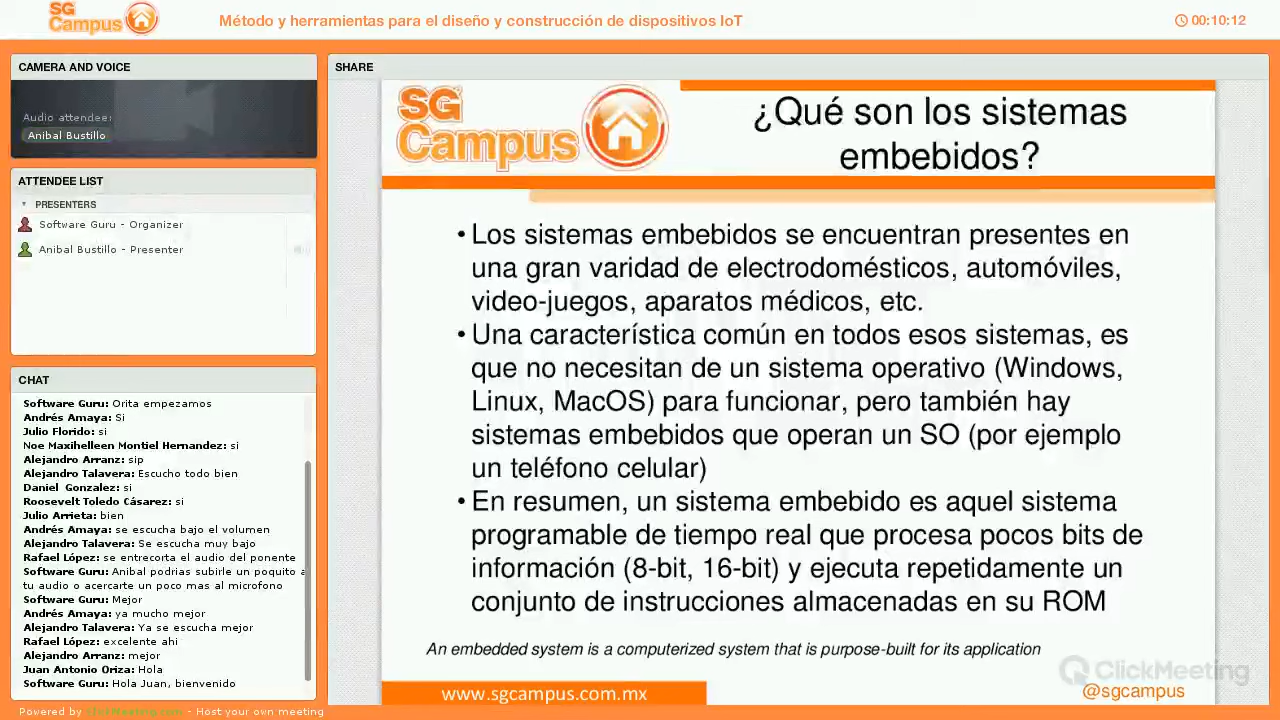 SG Campus
Método y herramientas para el diseño y construcción de dispositivos IoT
00:10:12
CAMERA AND VOICE
Audio attendee:
Anibal Bustillo
ATTENDEE LIST
PRESENTERS
Software Guru - Organizer
Anibal Bustillo - Presenter
CHAT
Software Guru: Orita empezamos
Andrés Amaya: Si
Julio Florido: si
Noe Maxihelleen Montiel Hernandez: si
Alejandro Arranz: sip
Alejandro Talavera: Escucho todo bien
Daniel Gonzalez: si
Roosevelt Toledo Cásarez: si
Julio Arrieta: bien
Andrés Amaya: se escucha bajo el volumen
Alejandro Talavera: Se escucha muy bajo
Rafael López: se entrecorta el audio del ponente
Software Guru: Anibal podrias subirle un poquito a
tu audio o acercarte un poco mas al microfono
Software Guru: Mejor
Andrés Amaya: ya mucho mejor
Alejandro Talavera: Ya se escucha mejor
Rafael López: excelente ahi
Alejandro Arranz: mejor
Juan Antonio Oriza: Hola
Software Guru: Hola Juan, bienvenido
Powered by ClickMeeting.com - Host your own meeting
SHARE
SG Campus
¿Qué son los sistemas
embebidos?
• Los sistemas embebidos se encuentran presentes en
una gran varidad de electrodomésticos, automóviles,
video-juegos, aparatos médicos, etc.
• Una característica común en todos esos sistemas, es
que no necesitan de un sistema operativo (Windows,
Linux, MacOS) para funcionar, pero también hay
sistemas embebidos que operan un SO (por ejemplo
un teléfono celular)
• En resumen, un sistema embebido es aquel sistema
programable de tiempo real que procesa pocos bits de
información (8-bit, 16-bit) y ejecuta repetidamente un
conjunto de instrucciones almacenadas en su ROM
An embedded system is a computerized system that is purpose-built for its application
ClickMeeting
www.sgcampus.com.mx
@sgcampus